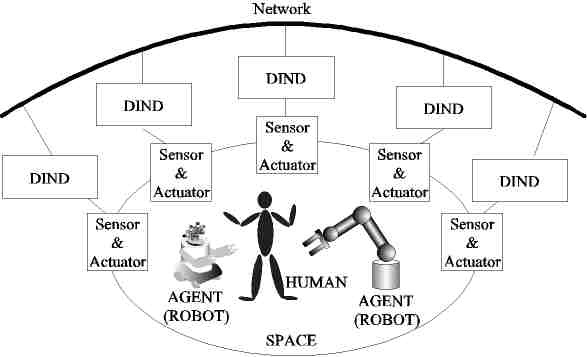 Network
DIND
DIND
DIND
DIND
DIND
Sensor
&
Actuator
Sensor
&
Actuator
Sensor
&
Actuator
Sensor
&
Actuator
Sensor
&
Actuator
HUMAN
AGENT
(ROBOT)
AGENT
(ROBOT)
SPACE